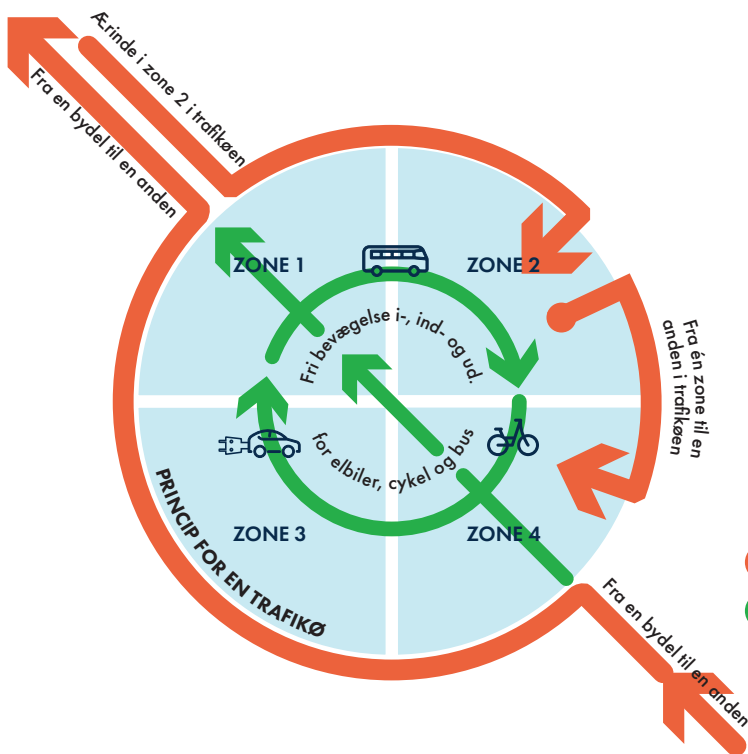 Ærinde i zone 2 i trafikøen
Fra en bydel til en anden
ZONE 1
ZONE 2
Fri bevægelse i-, ind- og ud.
for elbiler, cykel og bus
Fra én zone til en
anden i trafikøen
ZONE 3
ZONE 4
PRINCIP FOR EN TRAFIKØ
Fra en bydel til en anden